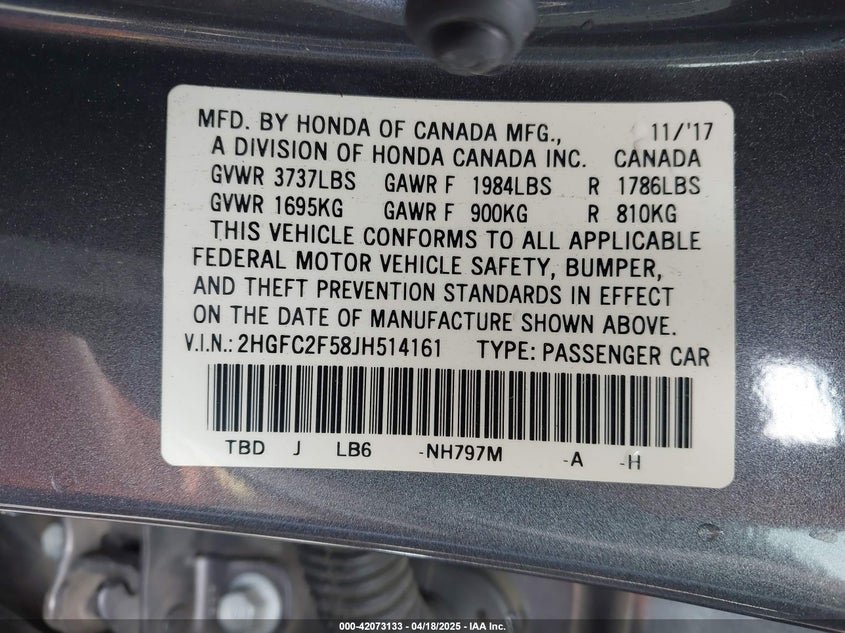 MFD. BY HONDA OF CANADA MFG., 11/'17
A DIVISION OF HONDA CANADA INC. CANADA
GVWR 3737LBS GAWR F 1984LBS R 1786LBS
GVWR 1695KG GAWR F 900KG R 810KG
THIS VEHICLE CONFORMS TO ALL APPLICABLE
FEDERAL MOTOR VEHICLE SAFETY, BUMPER,
AND THEFT PREVENTION STANDARDS IN EFFECT
ON THE DATE OF MANUFACTURE SHOWN ABOVE.
V.I.N.: 2HGFC2F58JH514161 TYPE: PASSENGER CAR
TBD J LB6 -NH797M -A -H
000-42073133 - 04/18/2025 - IAA Inc.